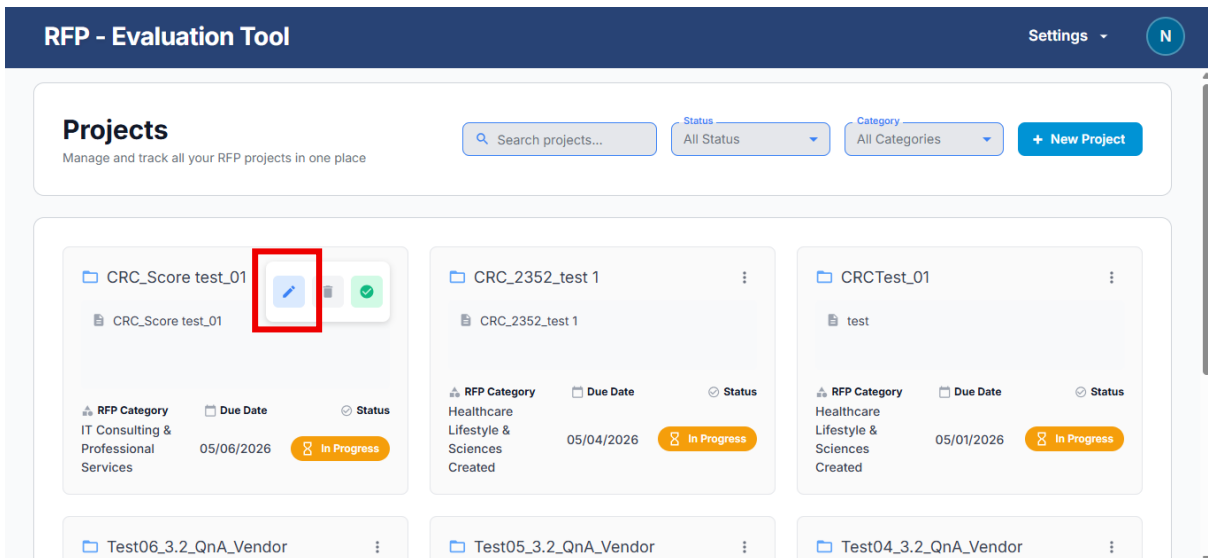 RFP - Evaluation Tool
Settings
N
Projects
Manage and track all your RFP projects in one place
Search projects...
Status
All Status
Category
All Categories
+ New Project
CRC_Score test_01
CRC_Score test_01
RFP Category
Due Date
Status
IT Consulting &
Professional
Services
05/06/2026
In Progress
CRC_2352_test 1
CRC_2352_test 1
RFP Category
Due Date
Status
Healthcare
Lifestyle &
Sciences
Created
05/04/2026
In Progress
CRCTest_01
test
RFP Category
Due Date
Status
Healthcare
Lifestyle &
Sciences
Created
05/01/2026
In Progress
Test06_3.2_QnA_Vendor
Test05_3.2_QnA_Vendor
Test04_3.2_QnA_Vendor